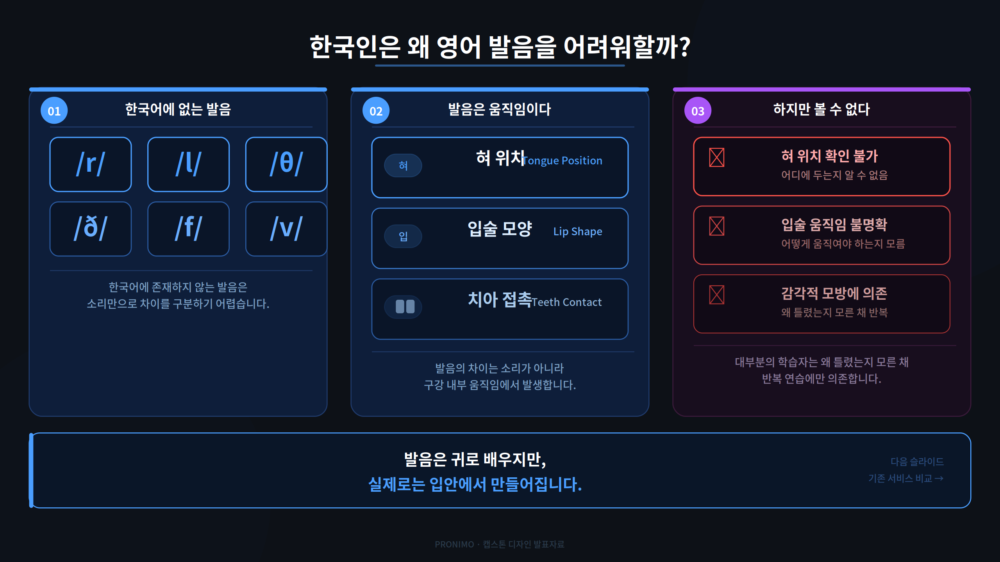 한국인은 왜 영어 발음을 어려워할까?
01
한국어에 없는 발음
/r/
/l/
/θ/
/ð/
/f/
/v/
한국어에 존재하지 않는 발음은
소리만으로 차이를 구분하기 어렵습니다.
02
발음은 움직임이다
혀
혀 위치
Tongue Position
입
입술 모양
Lip Shape
치아 접촉
Teeth Contact
발음의 차이는 소리가 아니라
구강 내부 움직임에서 발생합니다.
03
하지만 볼 수 없다
혀 위치 확인 불가
어디에 두는지 알 수 없음
입술 움직임 불명확
어떻게 움직여야 하는지 모름
감각적 모방에 의존
왜 틀렸는지 모른 채 반복
대부분의 학습자는 왜 틀렸는지 모른 채
반복 연습에만 의존합니다.
발음은 귀로 배우지만,
실제로는 입안에서 만들어집니다.
다음 슬라이드
기존 서비스 비교 →
PRONIMO · 캡스톤 디자인 발표자료